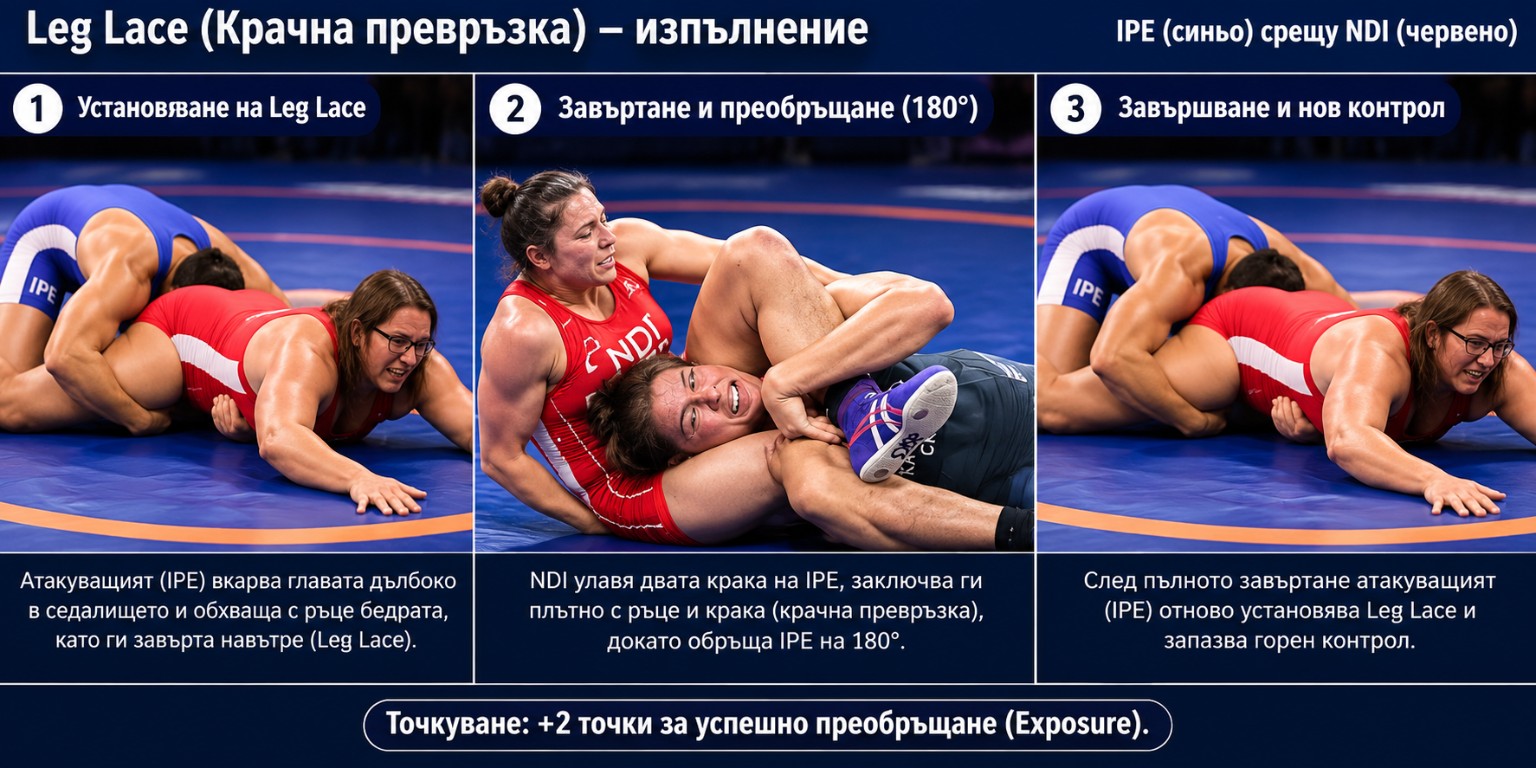 Leg Lace (Крачна превръзка) – изпълнение
IPE (синьо) срещу NDI (червено)
1 Установяване на Leg Lace
2 Завъртане и преобръщане (180°)
3 Завършване и нов контрол
IPE
NDI
IPE
Атакуващият (IPE) вкарва главата дълбоко
в седалището и обхваща с ръце бедрата,
като ги завърта навътре (Leg Lace).
NDI улавя двата крака на IPE, заключва ги
плътно с ръце и крака (крачна превръзка),
докато обръща IPE на 180°.
След пълното завъртане атакуващият
(IPE) отново установява Leg Lace и
запазва горен контрол.
Точкуване: +2 точки за успешно преобръщане (Exposure).